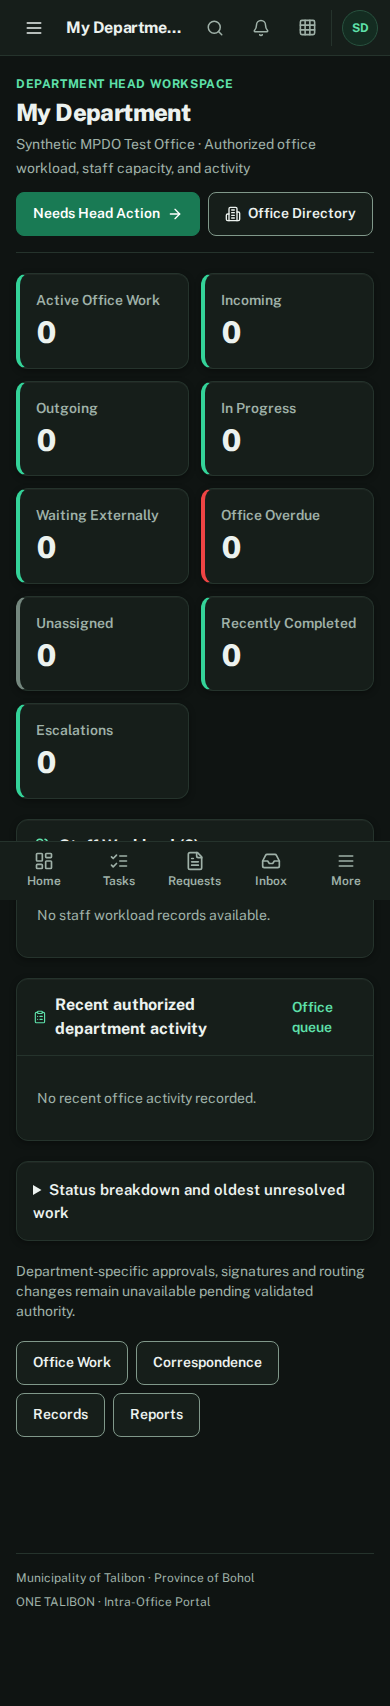 My Departme...
SD
DEPARTMENT HEAD WORKSPACE
My Department
Synthetic MPDO Test Office · Authorized office
workload, staff capacity, and activity
Needs Head Action →
Office Directory
Active Office Work
0
Incoming
0
Outgoing
0
In Progress
0
Waiting Externally
0
Office Overdue
0
Unassigned
0
Recently Completed
0
Escalations
0
Home
Tasks
Requests
Inbox
More
No staff workload records available.
Recent authorized
department activity
Office
queue
No recent office activity recorded.
▶ Status breakdown and oldest unresolved
work
Department-specific approvals, signatures and routing
changes remain unavailable pending validated
authority.
Office Work
Correspondence
Records
Reports
Municipality of Talibon · Province of Bohol
ONE TALIBON · Intra-Office Portal